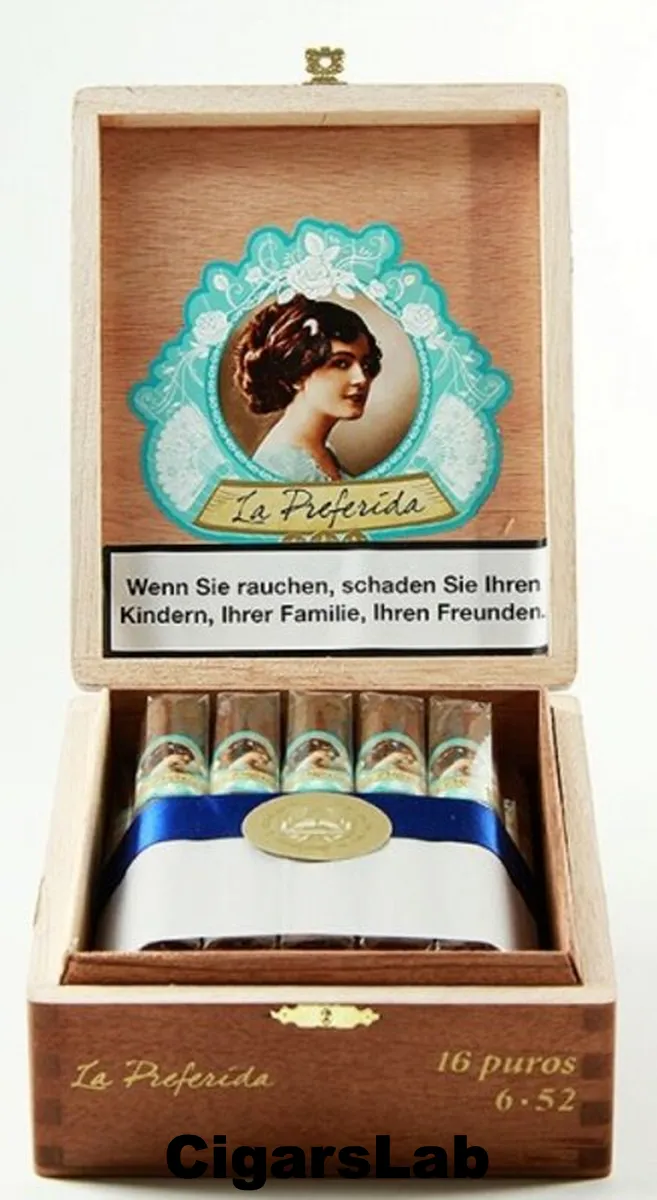 La Preferida
Wenn Sie rauchen, schaden Sie Ihren
Kindern, Ihrer Familie, Ihren Freunden.
La Preferida
16 puros
6·52
CigarsLab